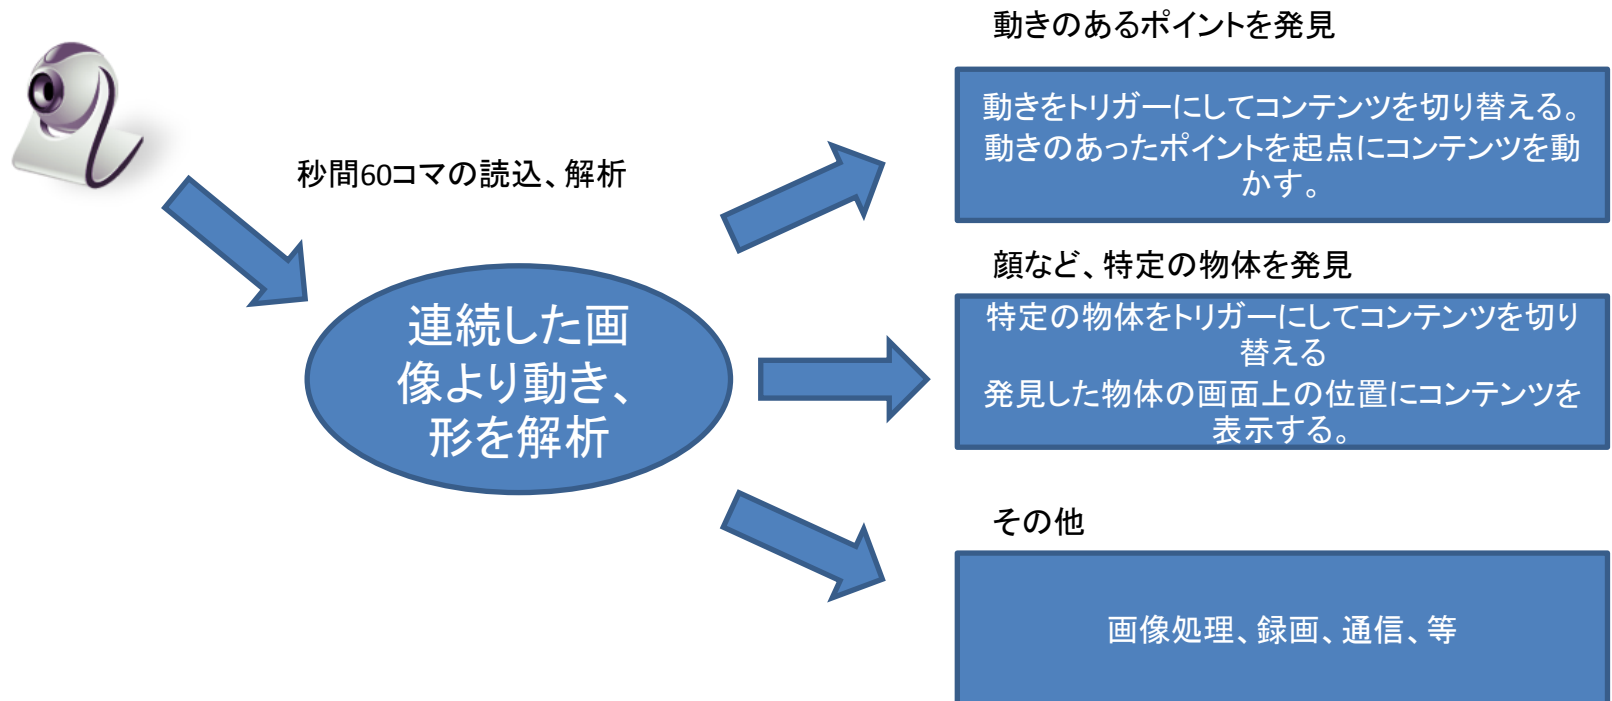 動きのあるポイントを発見
動きをトリガーにしてコンテンツを切り替える。
動きのあったポイントを起点にコンテンツを動
かす。
秒間60コマの読込、解析
顔など、特定の物体を発見
連続した画
像より動き、
形を解析
特定の物体をトリガーにしてコンテンツを切り
替える
発見した物体の画面上の位置にコンテンツを
表示する。
その他
画像処理、録画、通信、等